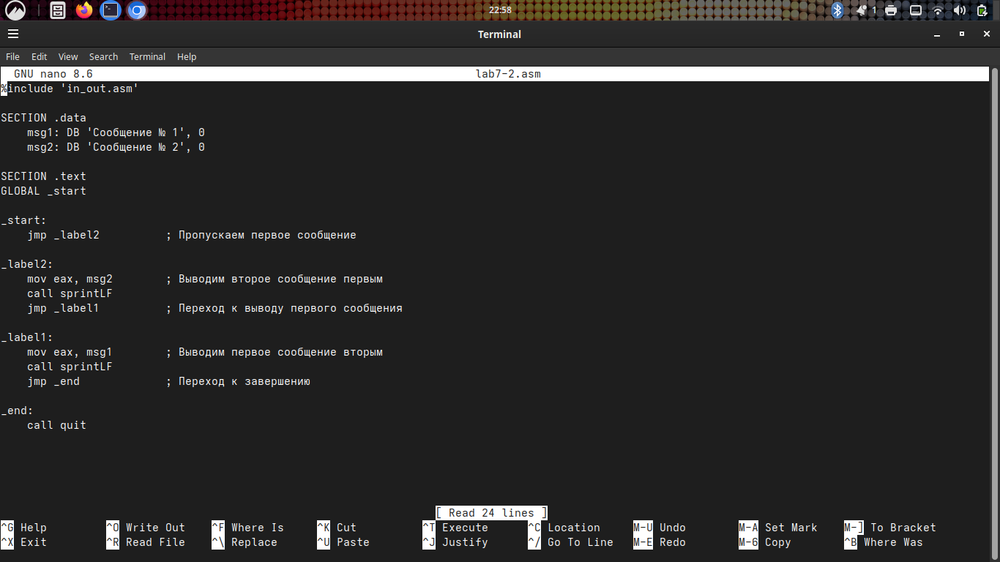 22:58
1
Terminal
File Edit View Search Terminal Help
GNU nano 8.6 lab7-2.asm
%include 'in_out.asm'
SECTION .data
    msg1: DB 'Сообщение № 1', 0
    msg2: DB 'Сообщение № 2', 0
SECTION .text
GLOBAL _start
_start:
    jmp _label2          ; Пропускаем первое сообщение
_label2:
    mov eax, msg2        ; Выводим второе сообщение первым
    call sprintLF
    jmp _label1          ; Переход к выводу первого сообщения
_label1:
    mov eax, msg1        ; Выводим первое сообщение вторым
    call sprintLF
    jmp _end             ; Переход к завершению
_end:
    call quit
[ Read 24 lines ]
^G Help ^O Write Out ^F Where Is ^K Cut ^T Execute ^C Location M-U Undo M-A Set Mark M-] To Bracket
^X Exit ^R Read File ^\ Replace ^U Paste ^J Justify ^/ Go To Line M-E Redo M-6 Copy ^B Where Was